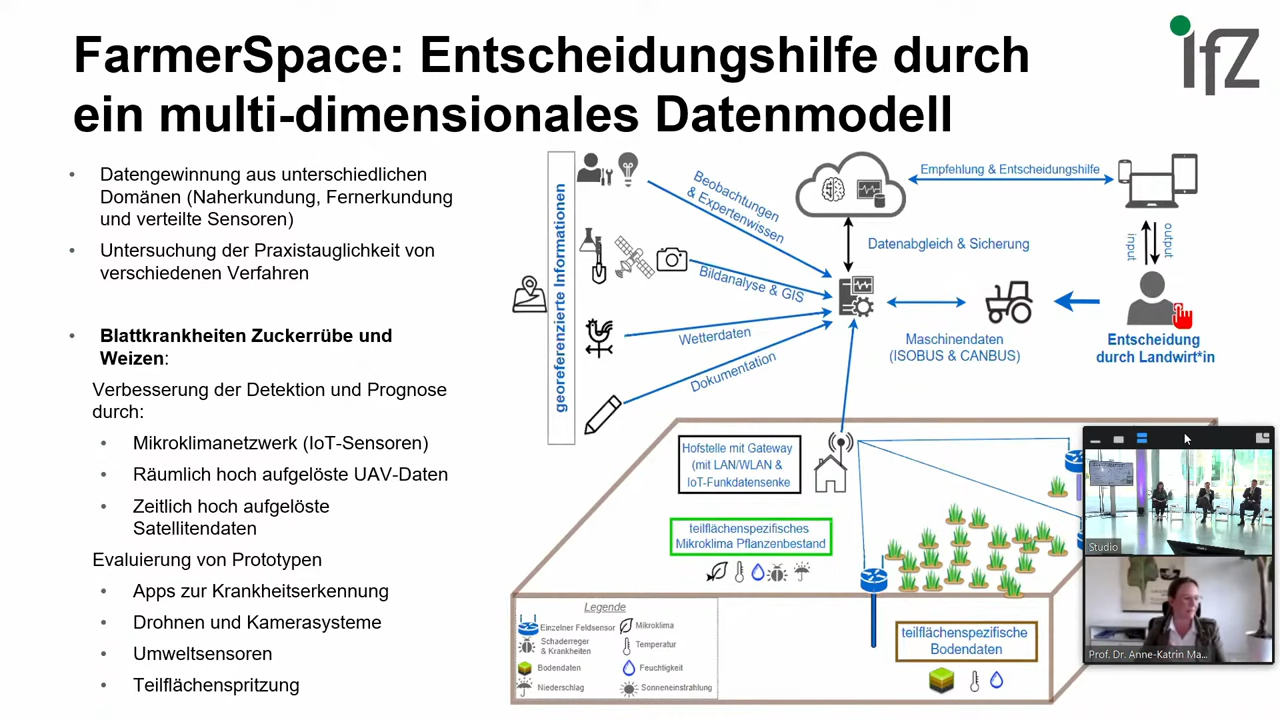 FarmerSpace: Entscheidungshilfe durch
ein multi-dimensionales Datenmodell
ifZ
• Datengewinnung aus unterschiedlichen
Domänen (Naherkundung, Fernerkundung
und verteilte Sensoren)
• Untersuchung der Praxistauglichkeit von
verschiedenen Verfahren
• Blattkrankheiten Zuckerrübe und
Weizen:
Verbesserung der Detektion und Prognose
durch:
• Mikroklimanetzwerk (IoT-Sensoren)
• Räumlich hoch aufgelöste UAV-Daten
• Zeitlich hoch aufgelöste
Satellitendaten
Evaluierung von Prototypen
• Apps zur Krankheitserkennung
• Drohnen und Kamerasysteme
• Umweltsensoren
• Teilflächenspritzung
georeferenzierte Informationen
Beobachtungen
& Expertenwissen
Bildanalyse & GIS
Wetterdaten
Dokumentation
Empfehlung & Entscheidungshilfe
Datenabgleich & Sicherung
input
output
Maschinendaten
(ISOBUS & CANBUS)
Entscheidung
durch Landwirt*in
Hofstelle mit Gateway
(mit LAN/WLAN &
IoT-Funkdatensenke
teilflächenspezifisches
Mikroklima Pflanzenbestand
Legende
Einzelner Feldsensor
Mikroklima
Schaderreger
& Krankheiten
Temperatur
Bodendaten
Feuchtigkeit
Niederschlag
Sonneneinstrahlung
teilflächenspezifische
Bodendaten
Studio
Prof. Dr. Anne-Katrin Ma...